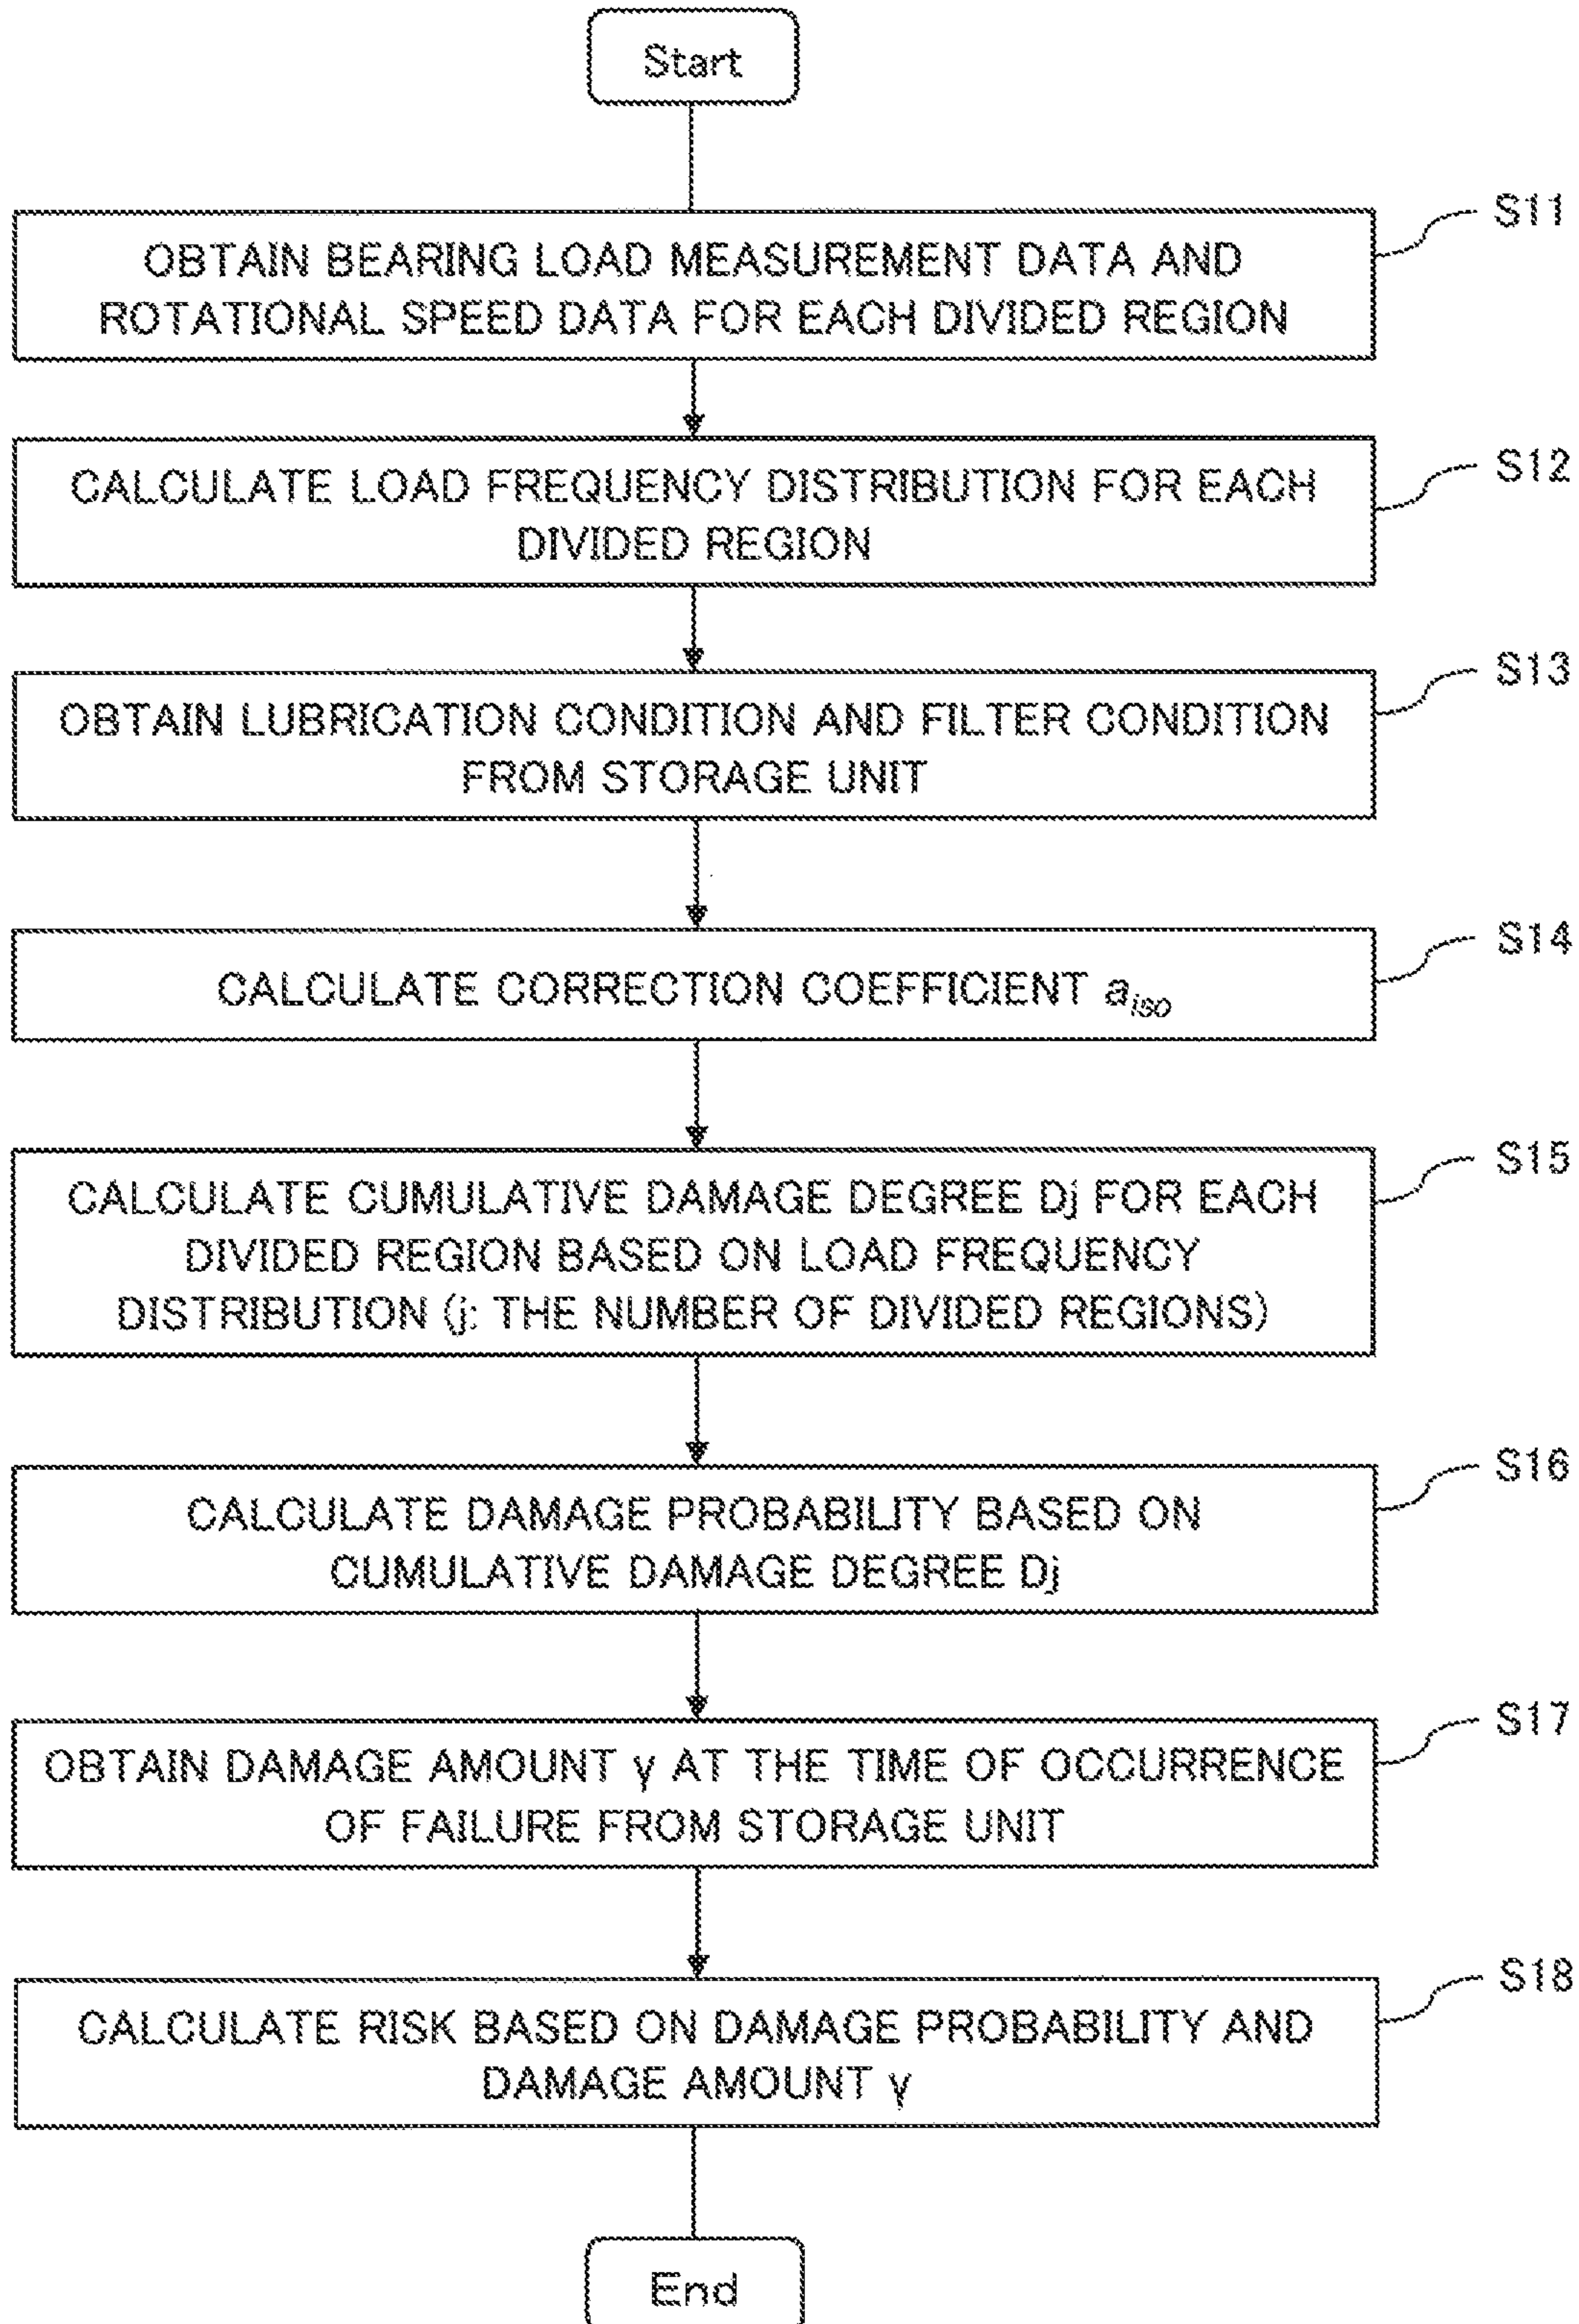 Start
S11
OBTAIN BEARING LOAD MEASUREMENT DATA AND
ROTATIONAL SPEED DATA FOR EACH DIVIDED REGION
S12
CALCULATE LOAD FREQUENCY DISTRIBUTION FOR EACH
DIVIDED REGION
S13
OBTAIN LUBRICATION CONDITION AND FILTER CONDITION
FROM STORAGE UNIT
S14
CALCULATE CORRECTION COEFFICIENT a_iso
S15
CALCULATE CUMULATIVE DAMAGE DEGREE Dj FOR EACH
DIVIDED REGION BASED ON LOAD FREQUENCY
DISTRIBUTION (j: THE NUMBER OF DIVIDED REGIONS)
S16
CALCULATE DAMAGE PROBABILITY BASED ON
CUMULATIVE DAMAGE DEGREE Dj
S17
OBTAIN DAMAGE AMOUNT γ AT THE TIME OF OCCURRENCE
OF FAILURE FROM STORAGE UNIT
S18
CALCULATE RISK BASED ON DAMAGE PROBABILITY AND
DAMAGE AMOUNT γ
End